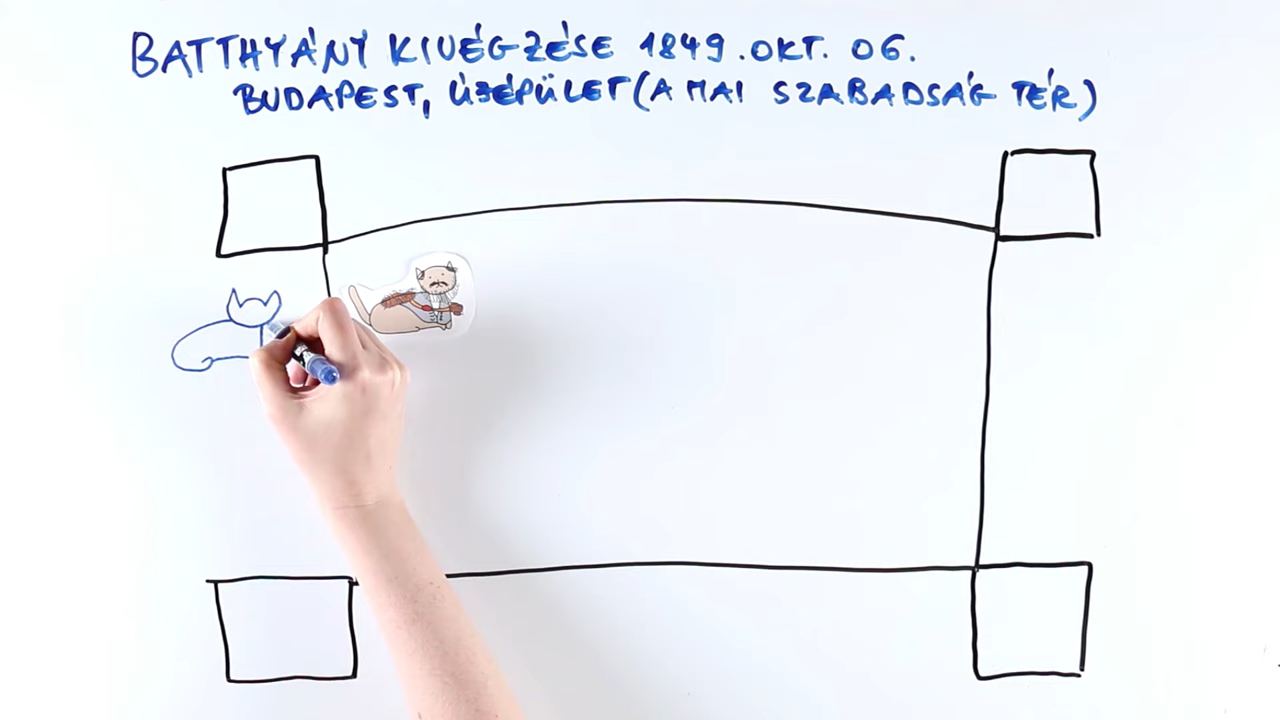 BATTHYÁNY KIVÉGZÉSE 1849. OKT. 06.
BUDAPEST, ÚJÉPÜLET (A MAI SZABADSÁG TÉR)